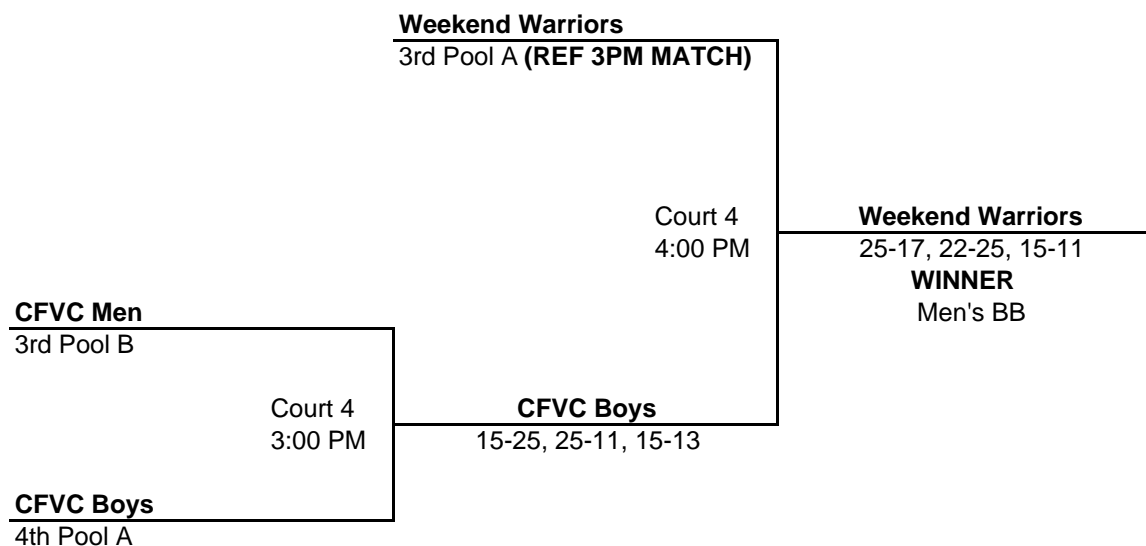 Weekend Warriors
3rd Pool A (REF 3PM MATCH)
Court 4
4:00 PM
Weekend Warriors
25-17, 22-25, 15-11
WINNER
Men's BB
CFVC Men
3rd Pool B
Court 4
3:00 PM
CFVC Boys
15-25, 25-11, 15-13
CFVC Boys
4th Pool A